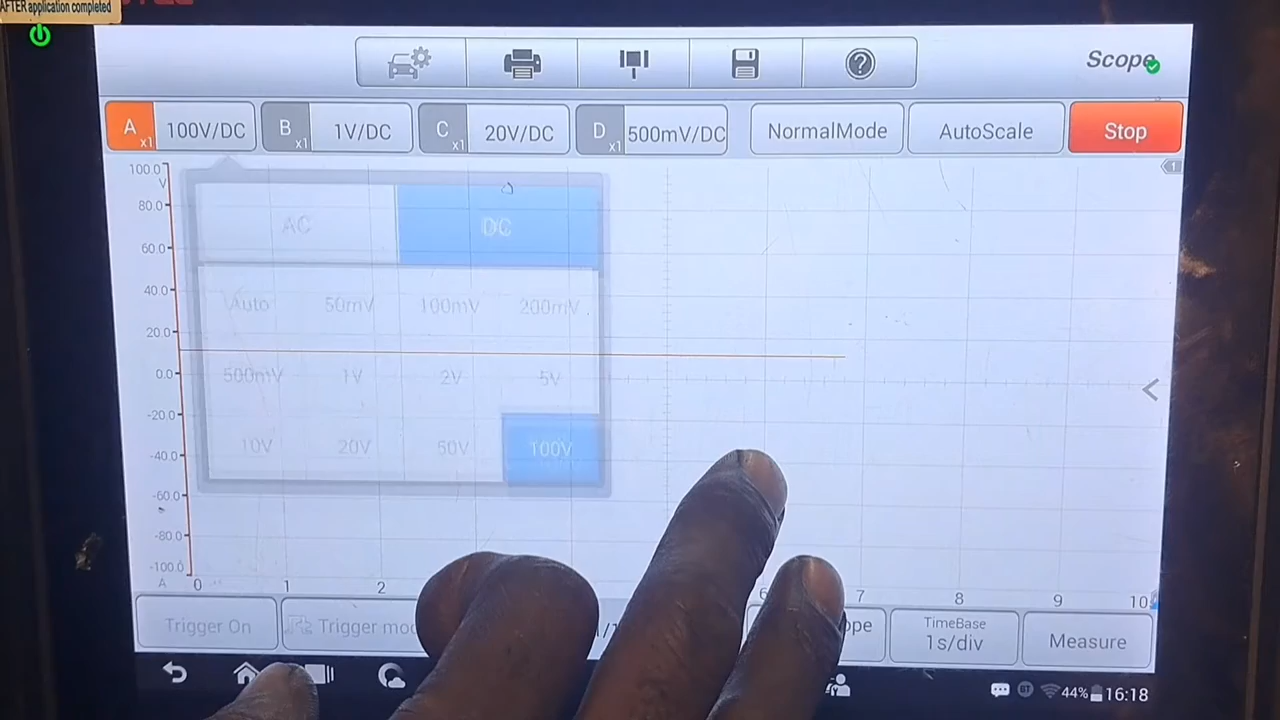 AFTER application completed
Scope
A x1 100V/DC
B x1 1V/DC
C x1 20V/DC
D x1 500mV/DC
NormalMode
AutoScale
Stop
1
100.0
V
80.0
60.0
40.0
20.0
0.0
-20.0
-40.0
-60.0
-80.0
-100.0
A
AC
DC
Auto 50mV 100mV 200mV
500mV 1V 2V 5V
10V 20V 50V 100V
0 1 2 6 7 8 9 10
Trigger On
TimeBase
1s/div
Measure
44% 16:18